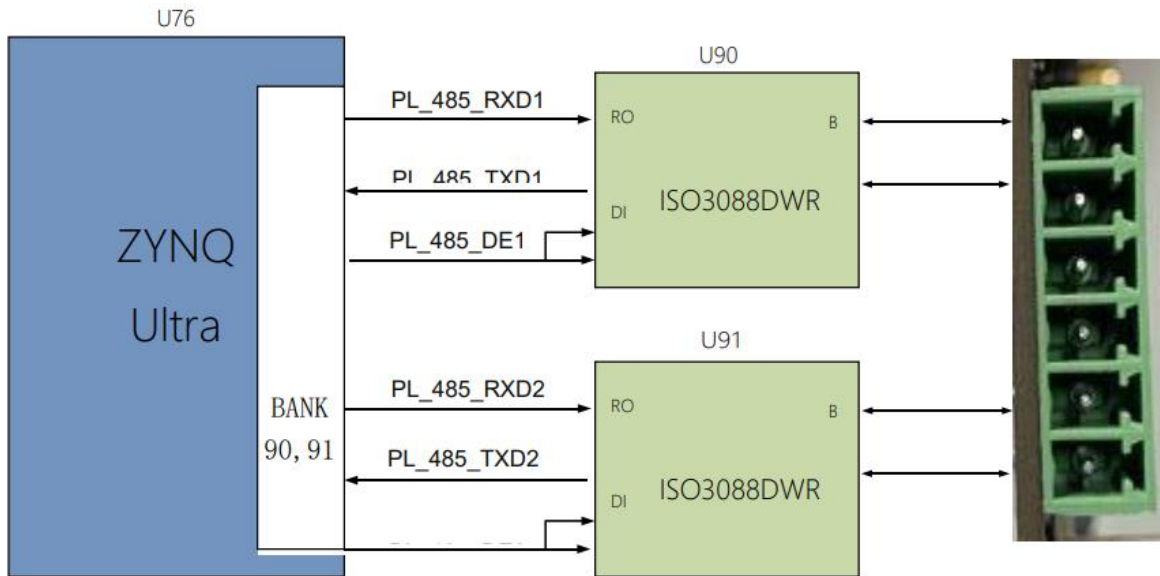 U76
ZYNQ
Ultra
BANK
90,91
PL_485_RXD1
PL_485_TXD1
PL_485_DE1
U90
RO
B
DI
ISO3088DWR
PL_485_RXD2
PL_485_TXD2
U91
RO
B
DI
ISO3088DWR